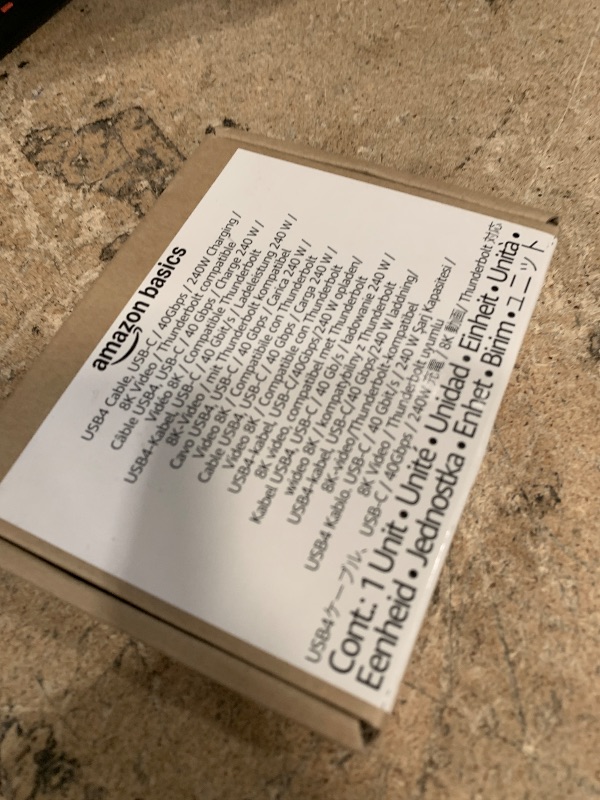 amazon basics
USB4 Cable, USB-C / 40Gbps / 240W Charging /
8K Video / Thunderbolt compatible
Câble USB4, USB-C / 40 Gbps / Charge 240 W /
Vidéo 8K / Compatible Thunderbolt
USB4-Kabel, USB-C / 40 Gbit/s / Ladeleistung 240 W /
8K-Video / mit Thunderbolt kompatibel
Cavo USB4, USB-C / 40 Gbps / Carica 240 W /
Video 8K / Compatibile con Thunderbolt
Cable USB4, USB-C / 40 Gbps / Carga 240 W /
Vídeo 8K / Compatible con Thunderbolt
USB4-kabel, USB-C/40Gbps/240 W opladen/
8K video, compatibel met Thunderbolt
Kabel USB4, USB-C / 40 Gb/s / ładowanie 240 W /
wideo 8K / kompatybilny z Thunderbolt
USB4-kabel, USB-C/40 Gbps/240 W laddning/
8K-video/Thunderbolt-kompatibel
USB4 Kablo, USB-C / 40 Gbit/s / 240 W Şarj Kapasitesi /
8K Video / Thunderbolt uyumlu
USB4ケーブル、 USB-C / 40Gbps / 240W 充電 / 8K 動画 / Thunderbolt 対応
Cont.: 1 Unit • Unité • Unidad • Einheit • Unità •
Eenheid • Jednostka • Enhet • Birim • ユニット